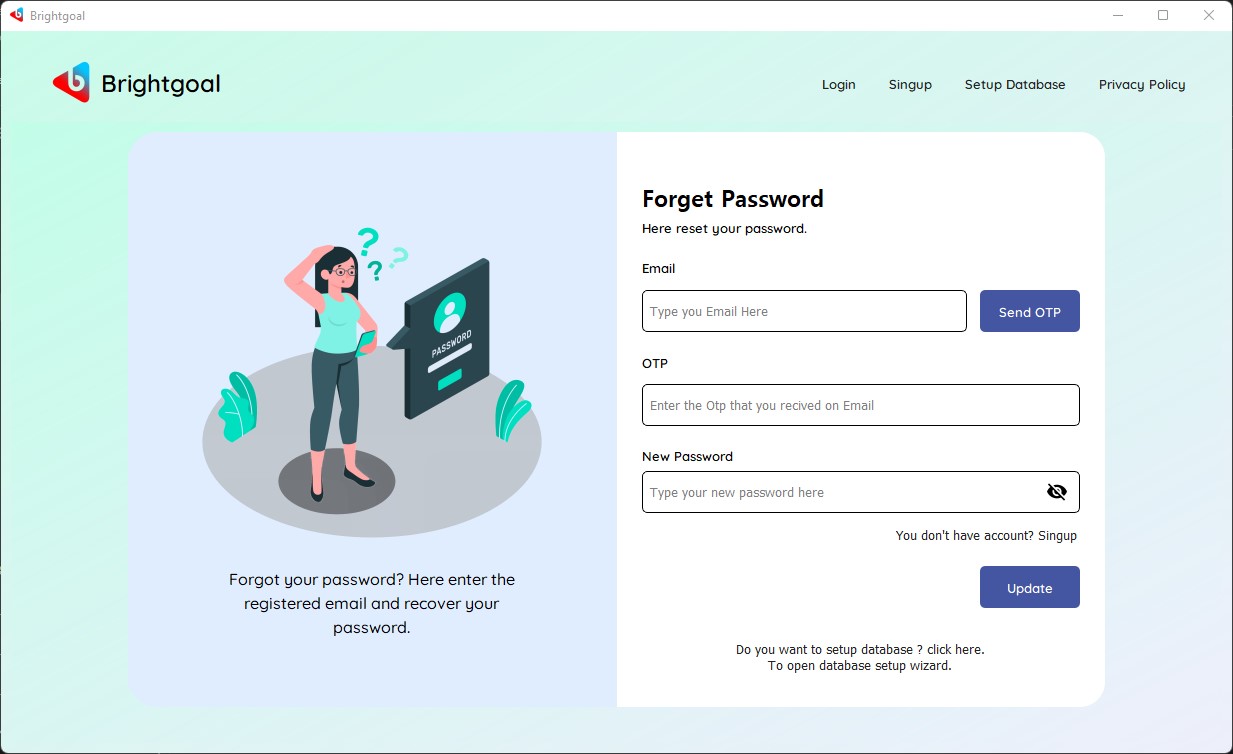 Brightgoal
Brightgoal
Login Singup Setup Database Privacy Policy
? ? ?
PASSWORD
Forgot your password? Here enter the
registered email and recover your
password.
Forget Password
Here reset your password.
Email
Type you Email Here
Send OTP
OTP
Enter the Otp that you recived on Email
New Password
Type your new password here
You don't have account? Singup
Update
Do you want to setup database ? click here.
To open database setup wizard.